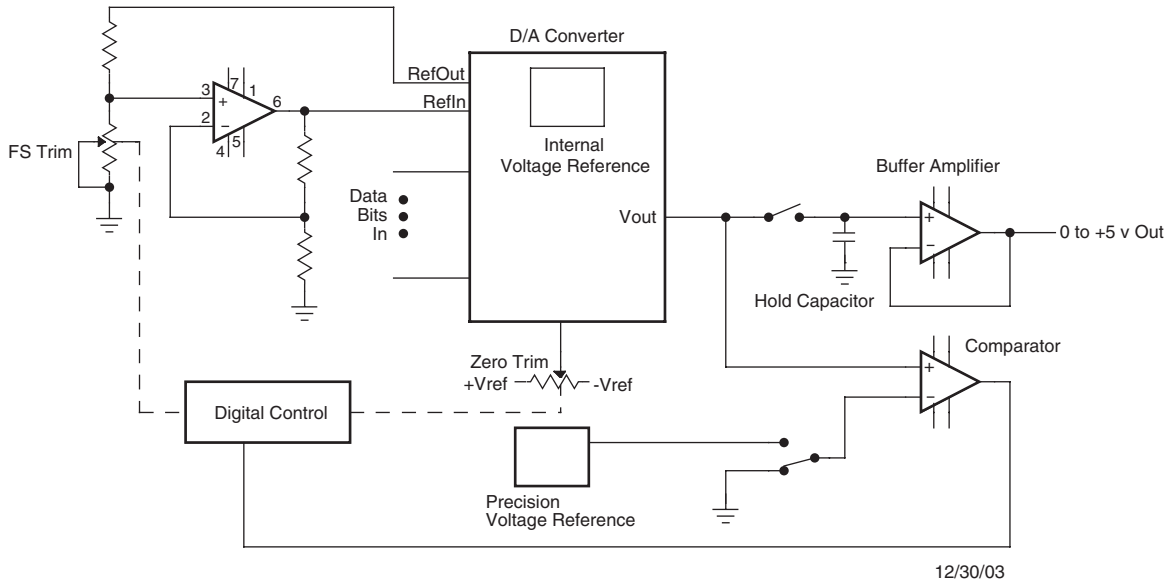 D/A Converter
RefOut
RefIn
3
7
1
+
6
2
−
4
5
FS Trim
Internal
Voltage Reference
Data
Bits
In
Vout
Buffer Amplifier
+
−
0 to +5 v Out
Hold Capacitor
Zero Trim
+Vref
-Vref
Comparator
+
−
Digital Control
Precision
Voltage Reference
12/30/03